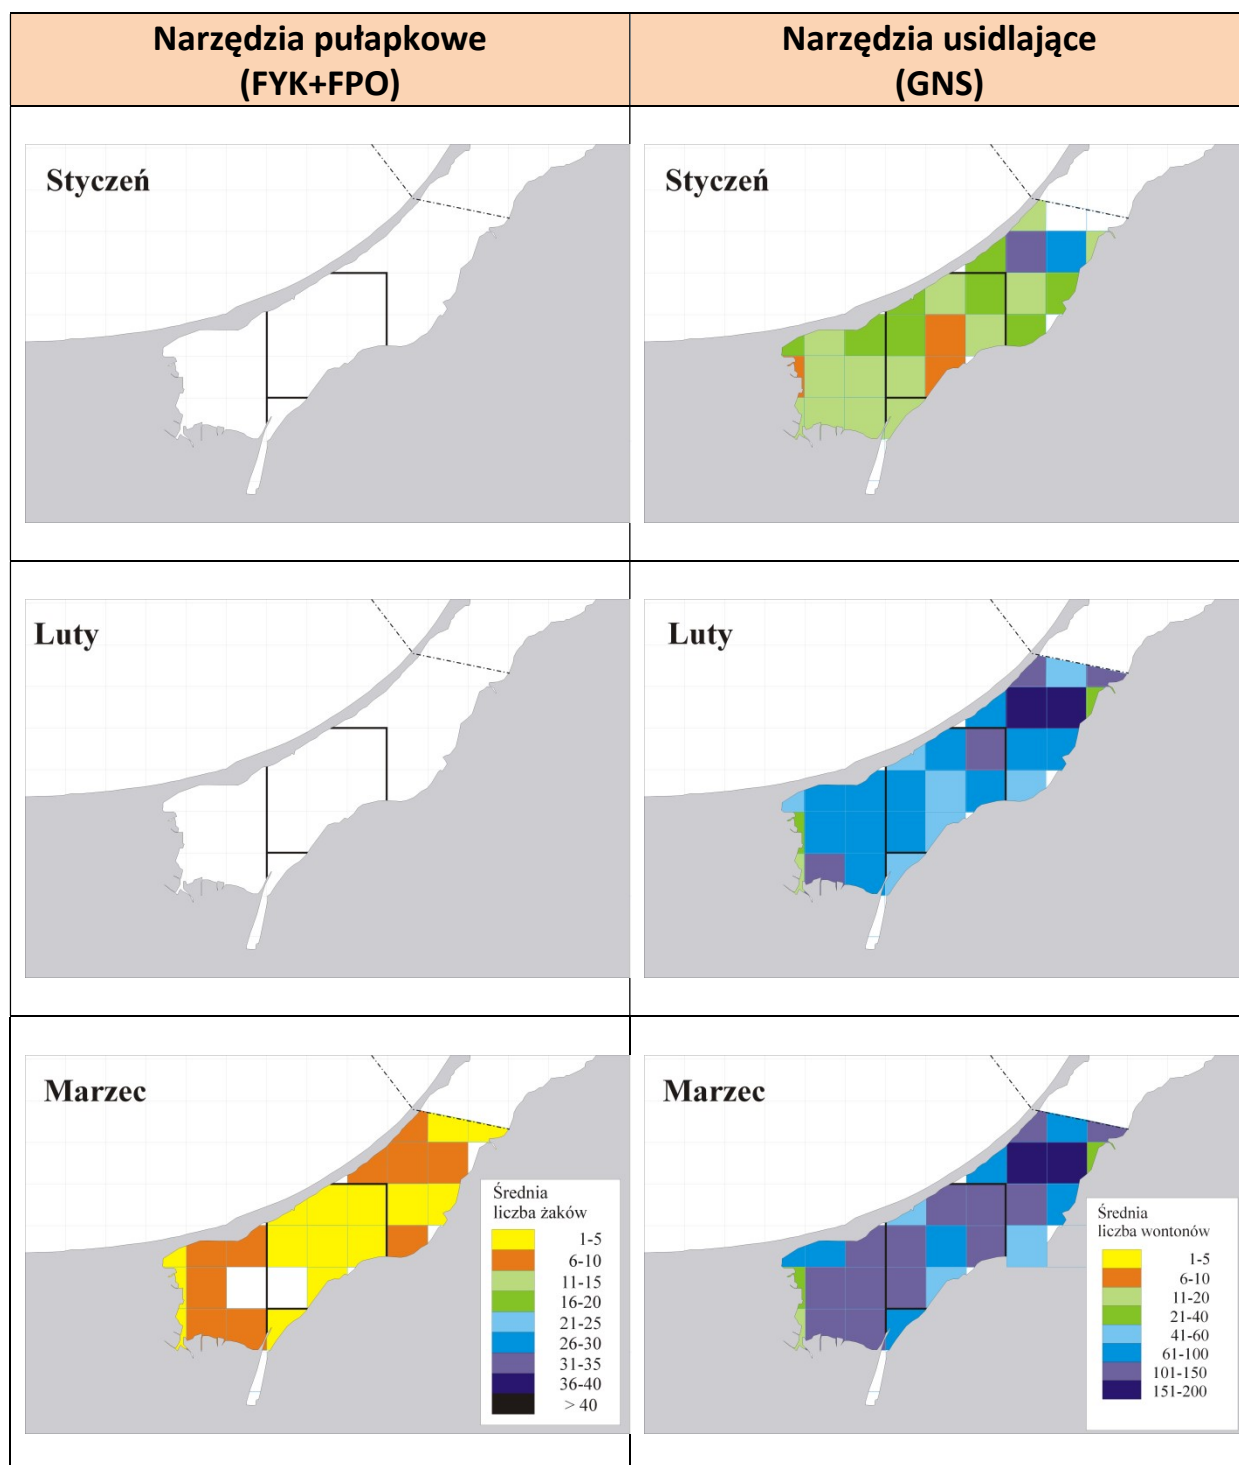 Narzędzia pułapkowe
(FYK+FPO)
Narzędzia usidlające
(GNS)
Styczeń
Styczeń
Luty
Luty
Marzec
Średnia
liczba żaków
1-5
6-10
11-15
16-20
21-25
26-30
31-35
36-40
> 40
Marzec
Średnia
liczba wontonów
1-5
6-10
11-20
21-40
41-60
61-100
101-150
151-200